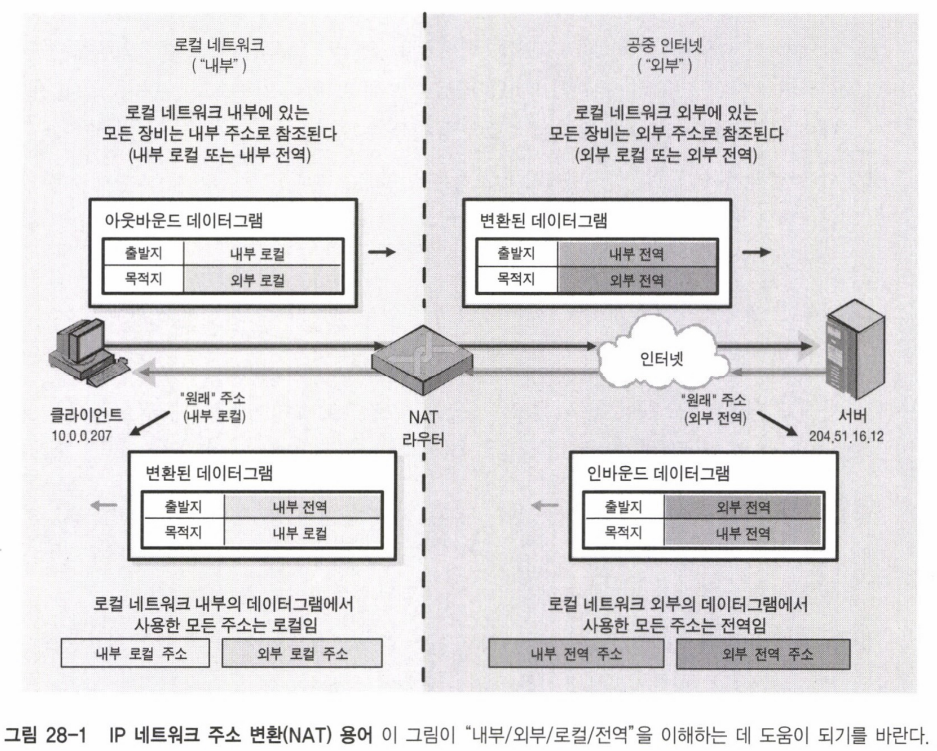 로컬 네트워크
( "내부" )
공중 인터넷
( "외부" )
로컬 네트워크 내부에 있는
모든 장비는 내부 주소로 참조된다
(내부 로컬 또는 내부 전역)
로컬 네트워크 외부에 있는
모든 장비는 외부 주소로 참조된다
(외부 로컬 또는 외부 전역)
아웃바운드 데이터그램
출발지 내부 로컬
목적지 외부 로컬
변환된 데이터그램
출발지 내부 전역
목적지 외부 전역
인터넷
클라이언트
10.0.0.207
"원래" 주소
(내부 로컬)
NAT
라우터
"원래" 주소
(외부 전역)
서버
204.51.16.12
변환된 데이터그램
출발지 내부 전역
목적지 내부 로컬
인바운드 데이터그램
출발지 외부 전역
목적지 내부 전역
로컬 네트워크 내부의 데이터그램에서
사용한 모든 주소는 로컬임
내부 로컬 주소 외부 로컬 주소
로컬 네트워크 외부의 데이터그램에서
사용한 모든 주소는 전역임
내부 전역 주소 외부 전역 주소
그림 28-1 IP 네트워크 주소 변환(NAT) 용어 이 그림이 "내부/외부/로컬/전역"을 이해하는 데 도움이 되기를 바란다.